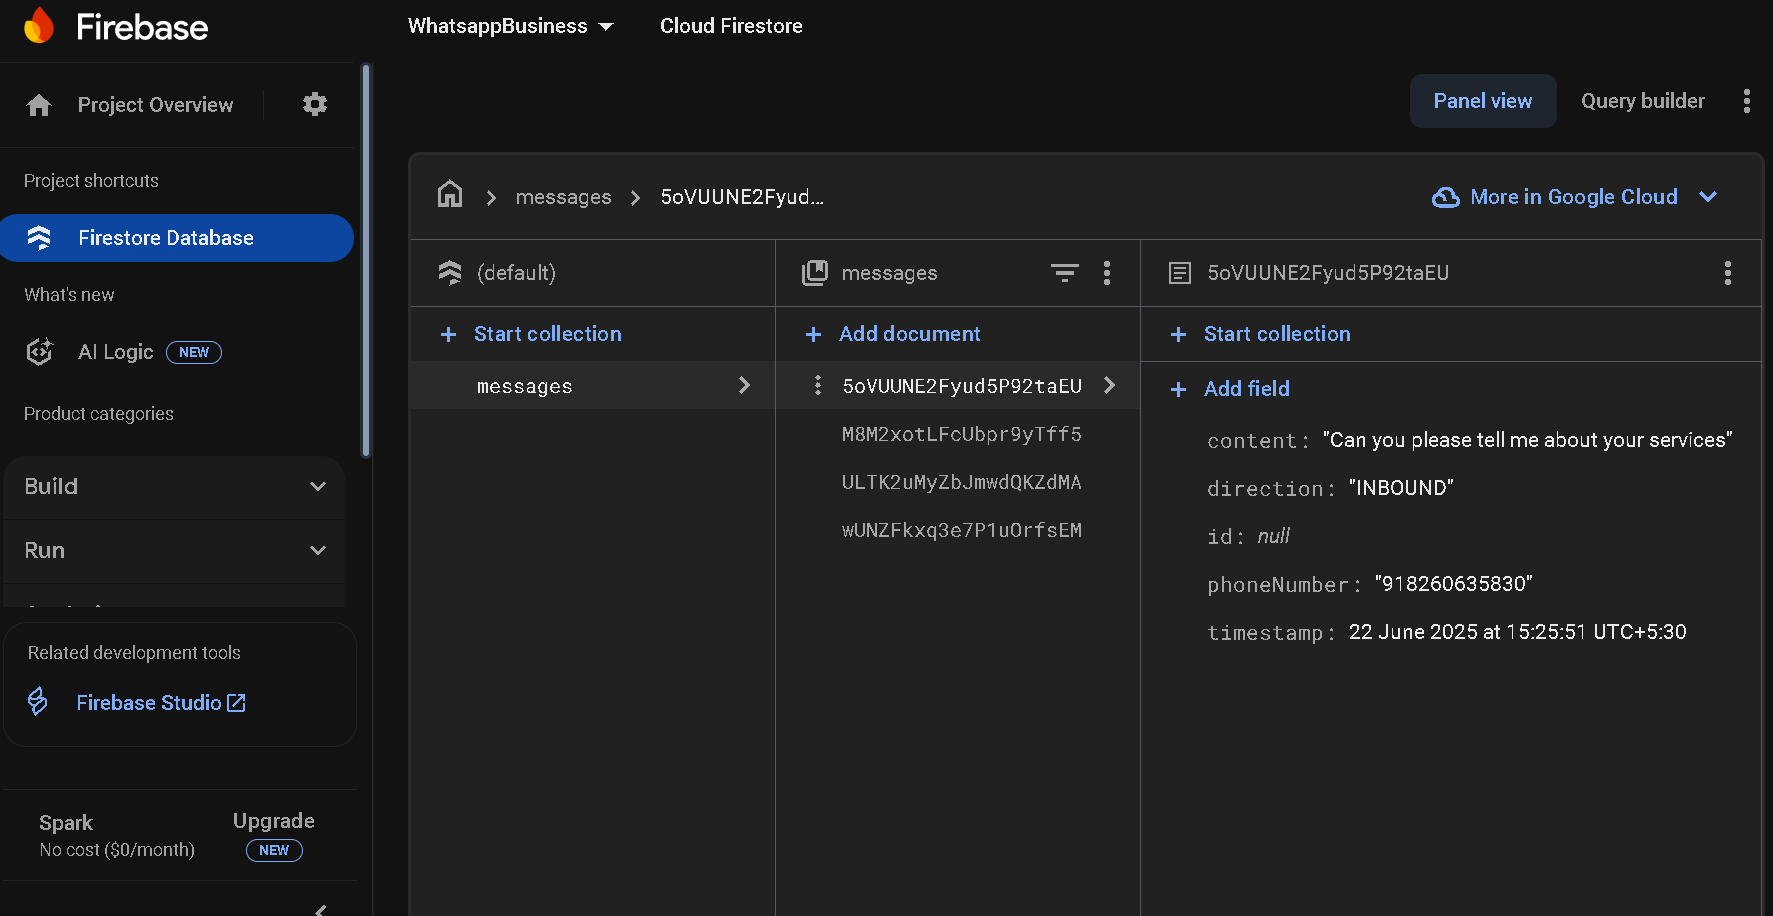 Firebase
WhatsappBusiness
Cloud Firestore
Project Overview
Panel view
Query builder
Project shortcuts
messages
5oVUUNE2Fyud...
More in Google Cloud
Firestore Database
(default)
messages
5oVUUNE2Fyud5P92taEU
What's new
+ Start collection
+ Add document
+ Start collection
AI Logic NEW
messages
5oVUUNE2Fyud5P92taEU
+ Add field
Product categories
M8M2xotLFcUbpr9yTff5
content: "Can you please tell me about your services"
Build
ULTK2uMyZbJmwdQKZdMA
direction: "INBOUND"
Run
wUNZFkxq3e7P1uOrfsEM
id: null
phoneNumber: "918260635830"
timestamp: 22 June 2025 at 15:25:51 UTC+5:30
Related development tools
Firebase Studio
Spark
Upgrade
No cost ($0/month)
NEW